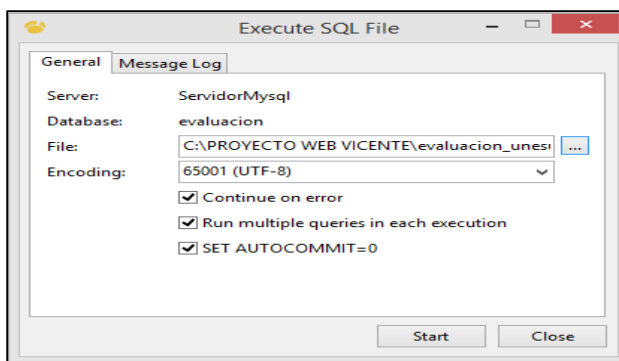 Execute SQL File
General Message Log
Server: ServidorMysql
Database: evaluacion
File: C:\PROYECTO WEB VICENTE\evaluacion_unesu ...
Encoding: 65001 (UTF-8)
Continue on error
Run multiple queries in each execution
SET AUTOCOMMIT=0
Start Close